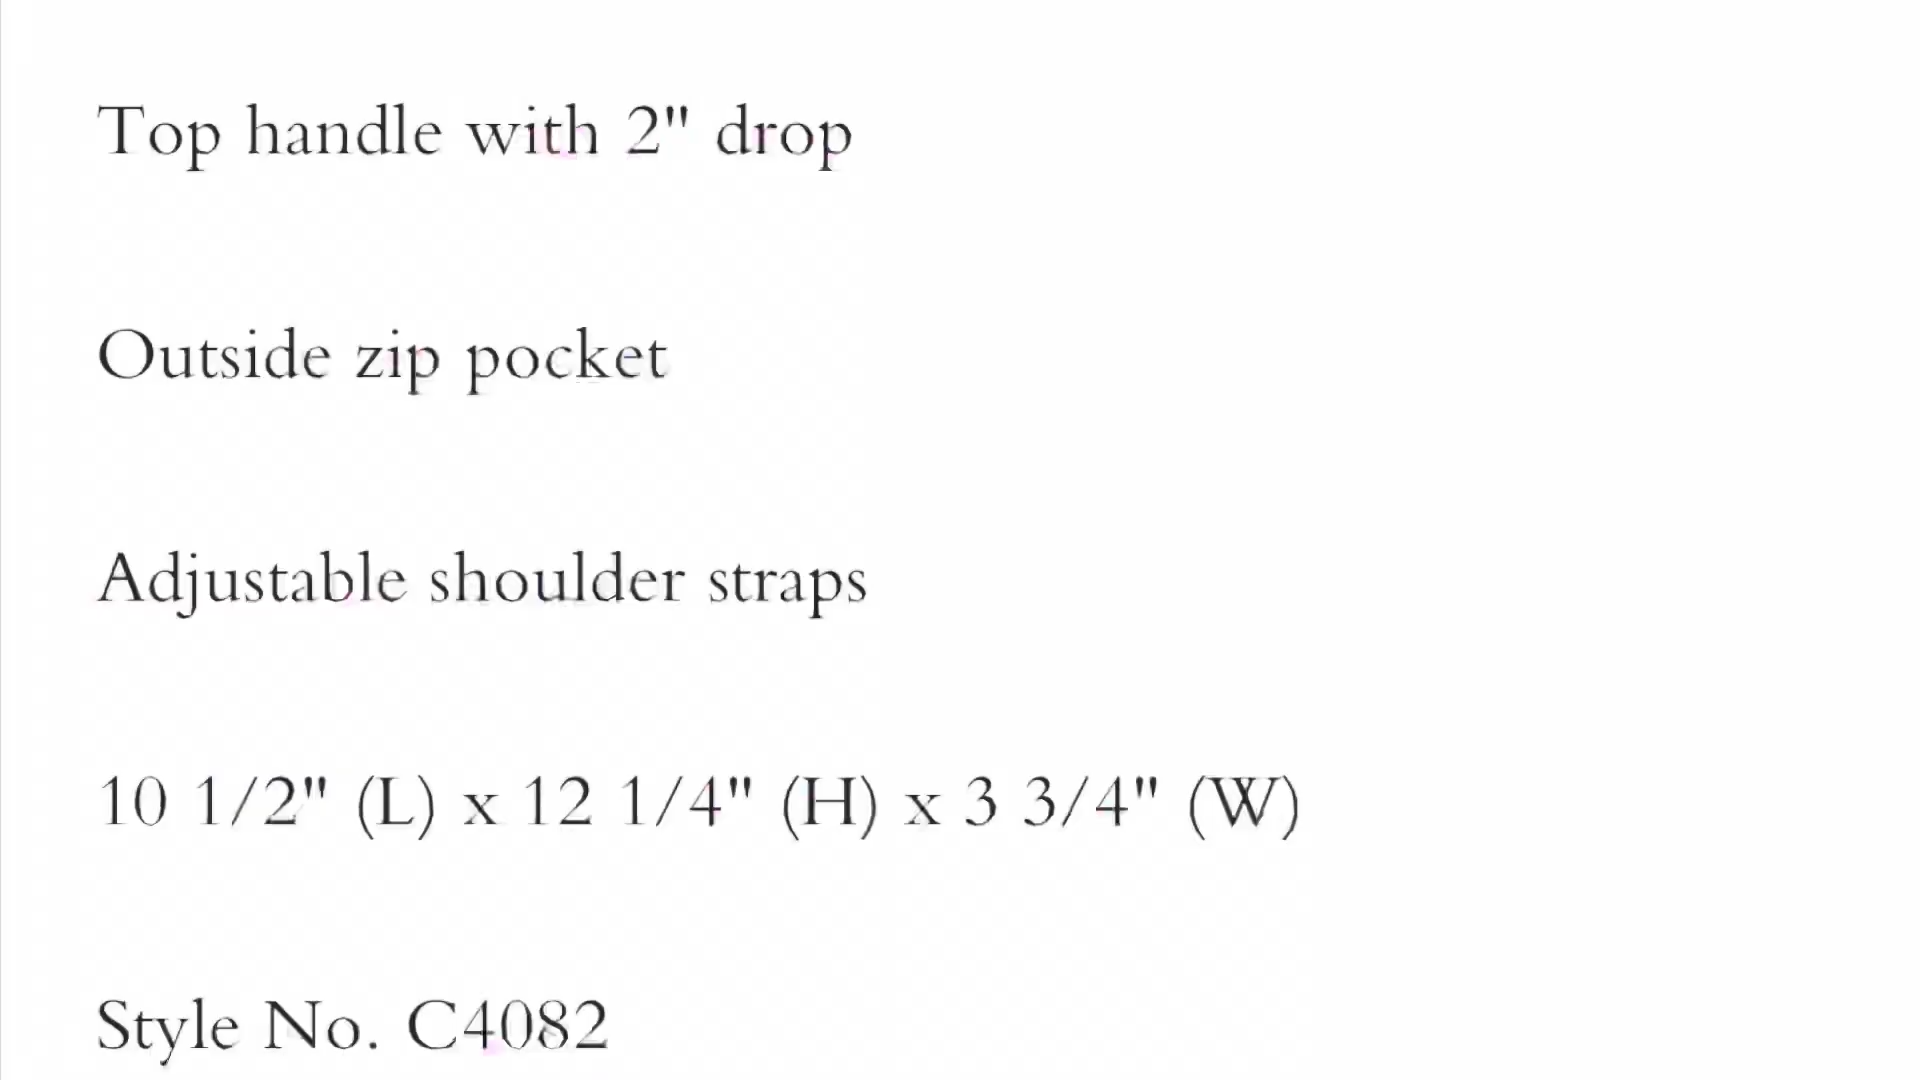 Top handle with 2" drop
Outside zip pocket
Adjustable shoulder straps
10 1/2" (L) x 12 1/4" (H) x 3 3/4" (W)
Style No. C4082